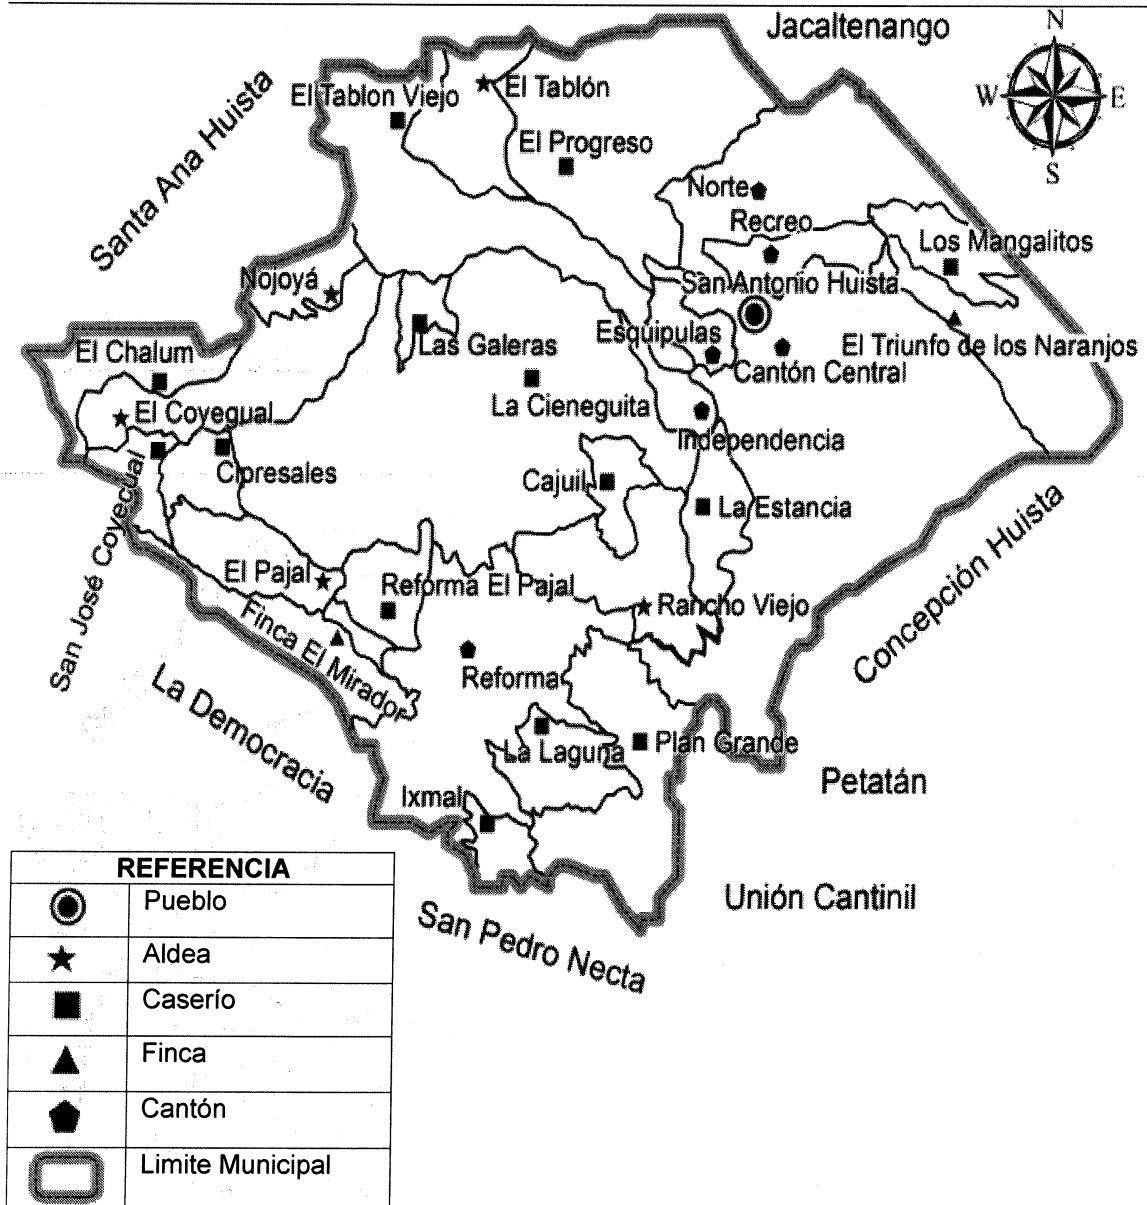 Jacaltenango
N
W
E
S
Santa Ana Huista
El Tablon Viejo
El Tablón
El Progreso
Norte
Recreo
Los Mangalitos
Nojoyá
San Antonio Huista
El Chalum
Las Galeras
Esquipulas
El Triunfo de los Naranjos
Cantón Central
El Coyegual
La Cieneguita
Independencia
Cipresales
Cajuil
La Estancia
San José Coyecual
El Pajal
Reforma El Pajal
Rancho Viejo
Concepción Huista
Finca El Mirador
Reforma
La Democracia
La Laguna
Plan Grande
Petatán
Ixmal
Unión Cantinil
San Pedro Necta
REFERENCIA
Pueblo
Aldea
Caserío
Finca
Cantón
Limite Municipal